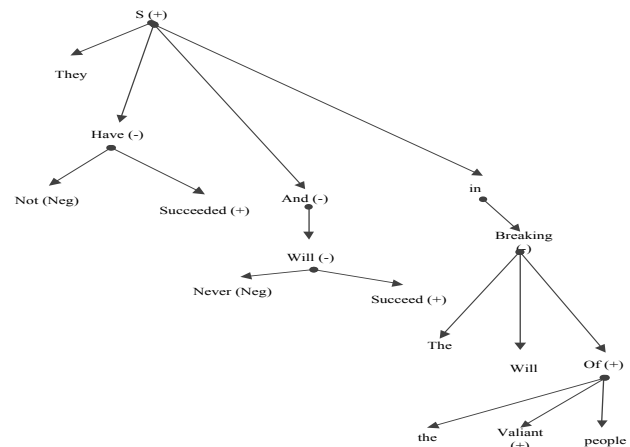 S (+)
They
Have (-)
Not (Neg)
Succeeded (+)
And (-)
in
Breaking
(-)
Will (-)
Never (Neg)
Succeed (+)
The
Will
Of (+)
the
Valiant
(+)
people